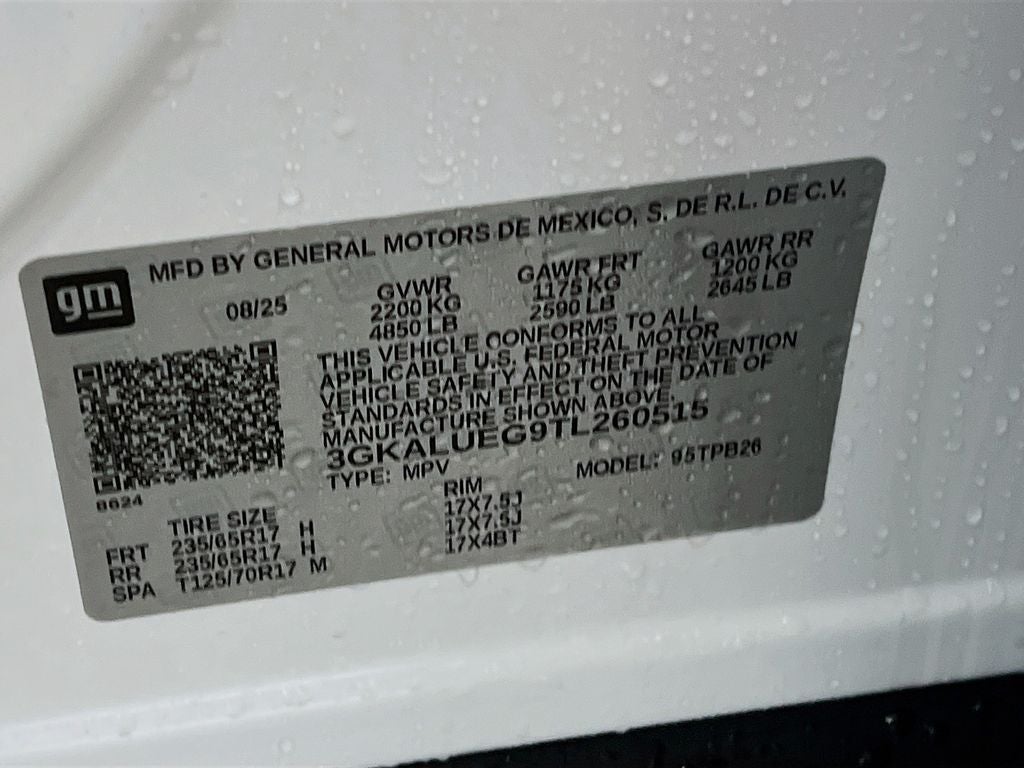 gm
MFD BY GENERAL MOTORS DE MEXICO, S. DE R.L. DE C.V.
08/25
GVWR
2200 KG
4850 LB
GAWR FRT
1175 KG
2590 LB
GAWR RR
1200 KG
2645 LB
THIS VEHICLE CONFORMS TO ALL
APPLICABLE U.S. FEDERAL MOTOR
VEHICLE SAFETY AND THEFT PREVENTION
STANDARDS IN EFFECT ON THE DATE OF
MANUFACTURE SHOWN ABOVE.
3GKALUEG9TL260515
TYPE: MPV MODEL: 95TPB26
8624
TIRE SIZE RIM
FRT 235/65R17 H 17X7.5J
RR 235/65R17 H 17X7.5J
SPA T125/70R17 M 17X4BT